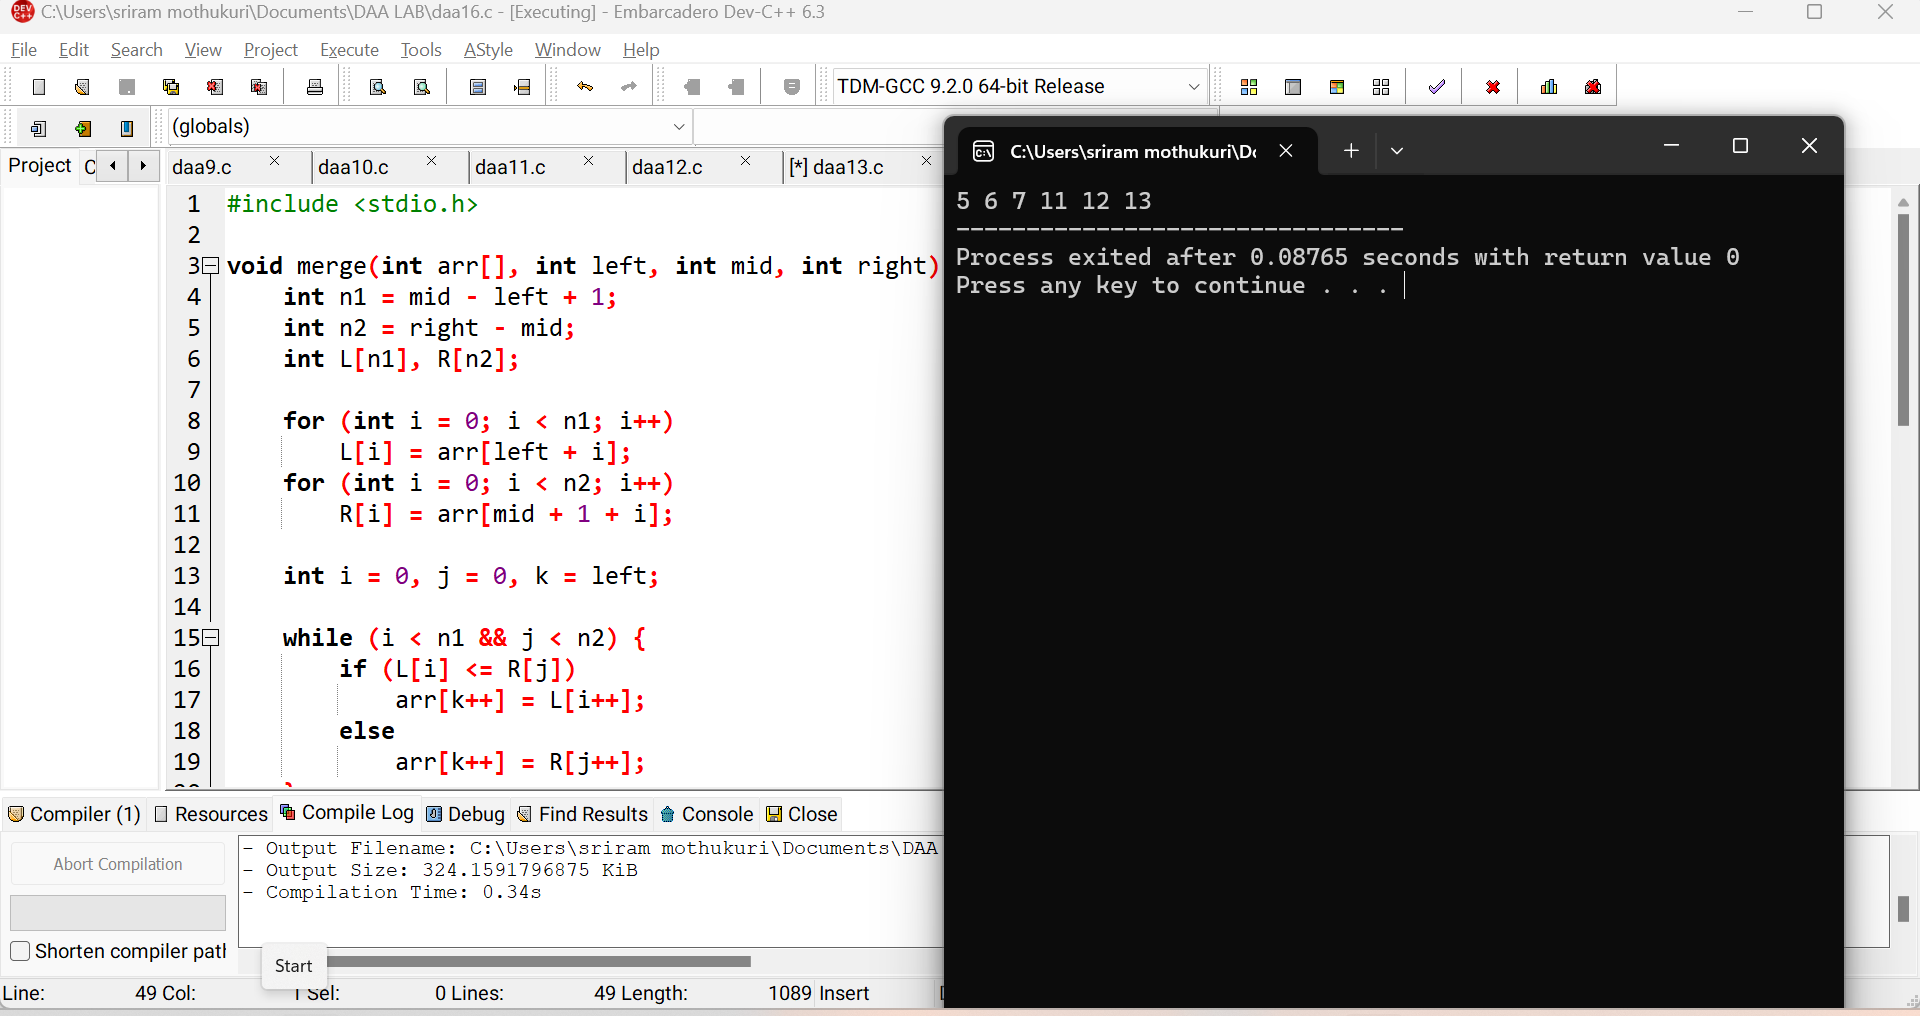 C:\Users\sriram mothukuri\Documents\DAA LAB\daa16.c - [Executing] - Embarcadero Dev-C++ 6.3
File Edit Search View Project Execute Tools AStyle Window Help
TDM-GCC 9.2.0 64-bit Release
(globals)
Project
daa9.c daa10.c daa11.c daa12.c [*] daa13.c
1 #include <stdio.h>
2
3 void merge(int arr[], int left, int mid, int right)
4 int n1 = mid - left + 1;
5 int n2 = right - mid;
6 int L[n1], R[n2];
7
8 for (int i = 0; i < n1; i++)
9 L[i] = arr[left + i];
10 for (int i = 0; i < n2; i++)
11 R[i] = arr[mid + 1 + i];
12
13 int i = 0, j = 0, k = left;
14
15 while (i < n1 && j < n2) {
16 if (L[i] <= R[j])
17 arr[k++] = L[i++];
18 else
19 arr[k++] = R[j++];
C:\Users\sriram mothukuri\Do
5 6 7 11 12 13
--------------------------------
Process exited after 0.08765 seconds with return value 0
Press any key to continue . . .
Compiler (1) Resources Compile Log Debug Find Results Console Close
Abort Compilation
Shorten compiler path
- Output Filename: C:\Users\sriram mothukuri\Documents\DAA
- Output Size: 324.1591796875 KiB
- Compilation Time: 0.34s
Start
Line: 49 Col: 1 Sel: 0 Lines: 49 Length: 1089 Insert